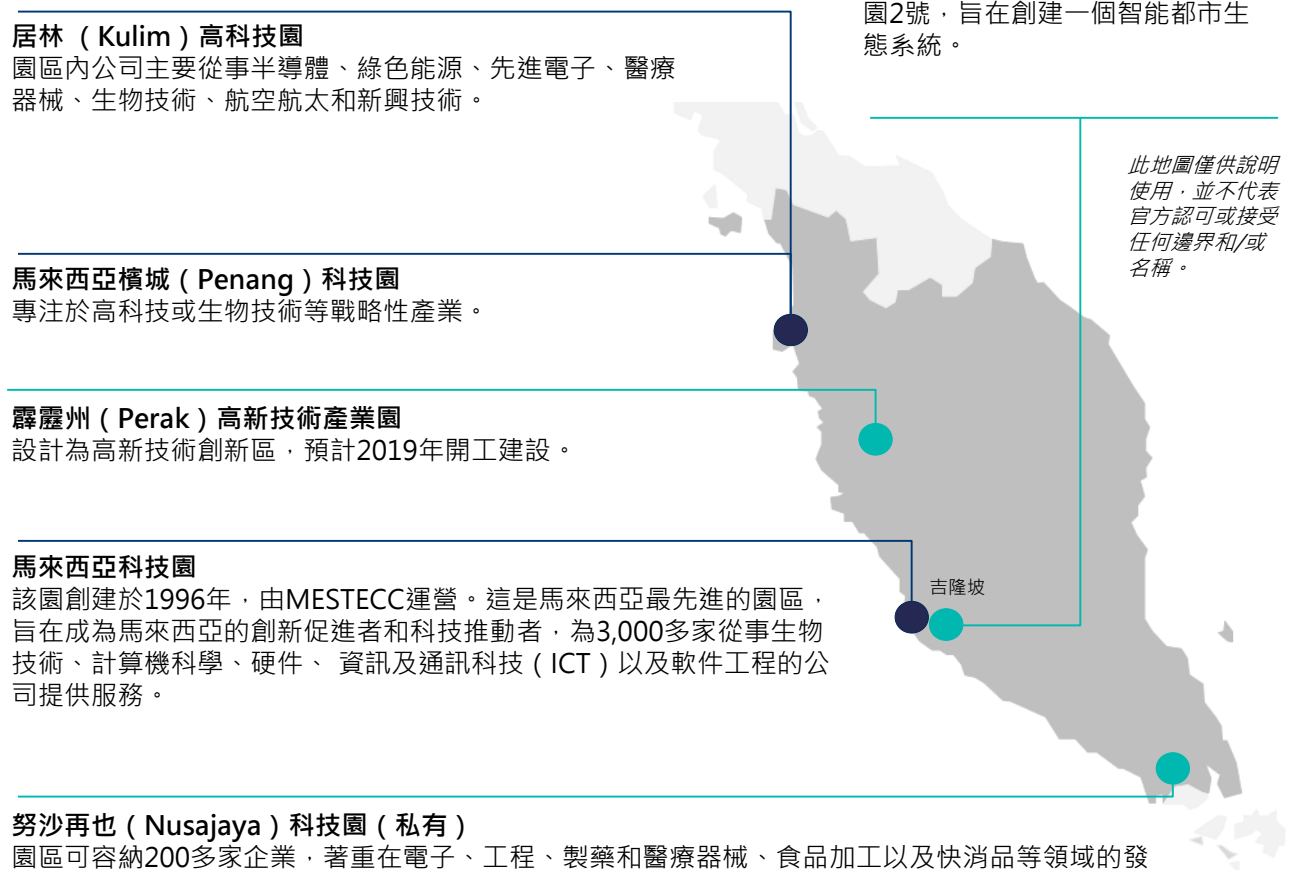 居林 （Kulim）高科技園
園區內公司主要從事半導體、綠色能源、先進電子、醫療
器械、生物技術、航空航太和新興技術。
園2號，旨在創建一個智能都市生
態系統。
此地圖僅供說明
使用，並不代表
官方認可或接受
任何邊界和/或
名稱。
馬來西亞檳城（Penang）科技園
專注於高科技或生物技術等戰略性產業。
霹靂州（Perak）高新技術產業園
設計為高新技術創新區，預計2019年開工建設。
馬來西亞科技園
該園創建於1996年，由MESTECC運營。這是馬來西亞最先進的園區，
旨在成為馬來西亞的創新促進者和科技推動者，為3,000多家從事生物
技術、計算機科學、硬件、 資訊及通訊科技（ICT）以及軟件工程的公
司提供服務。
吉隆坡
努沙再也（Nusajaya）科技園（私有）
園區可容納200多家企業，著重在電子、工程、製藥和醫療器械、食品加工以及快消品等領域的發